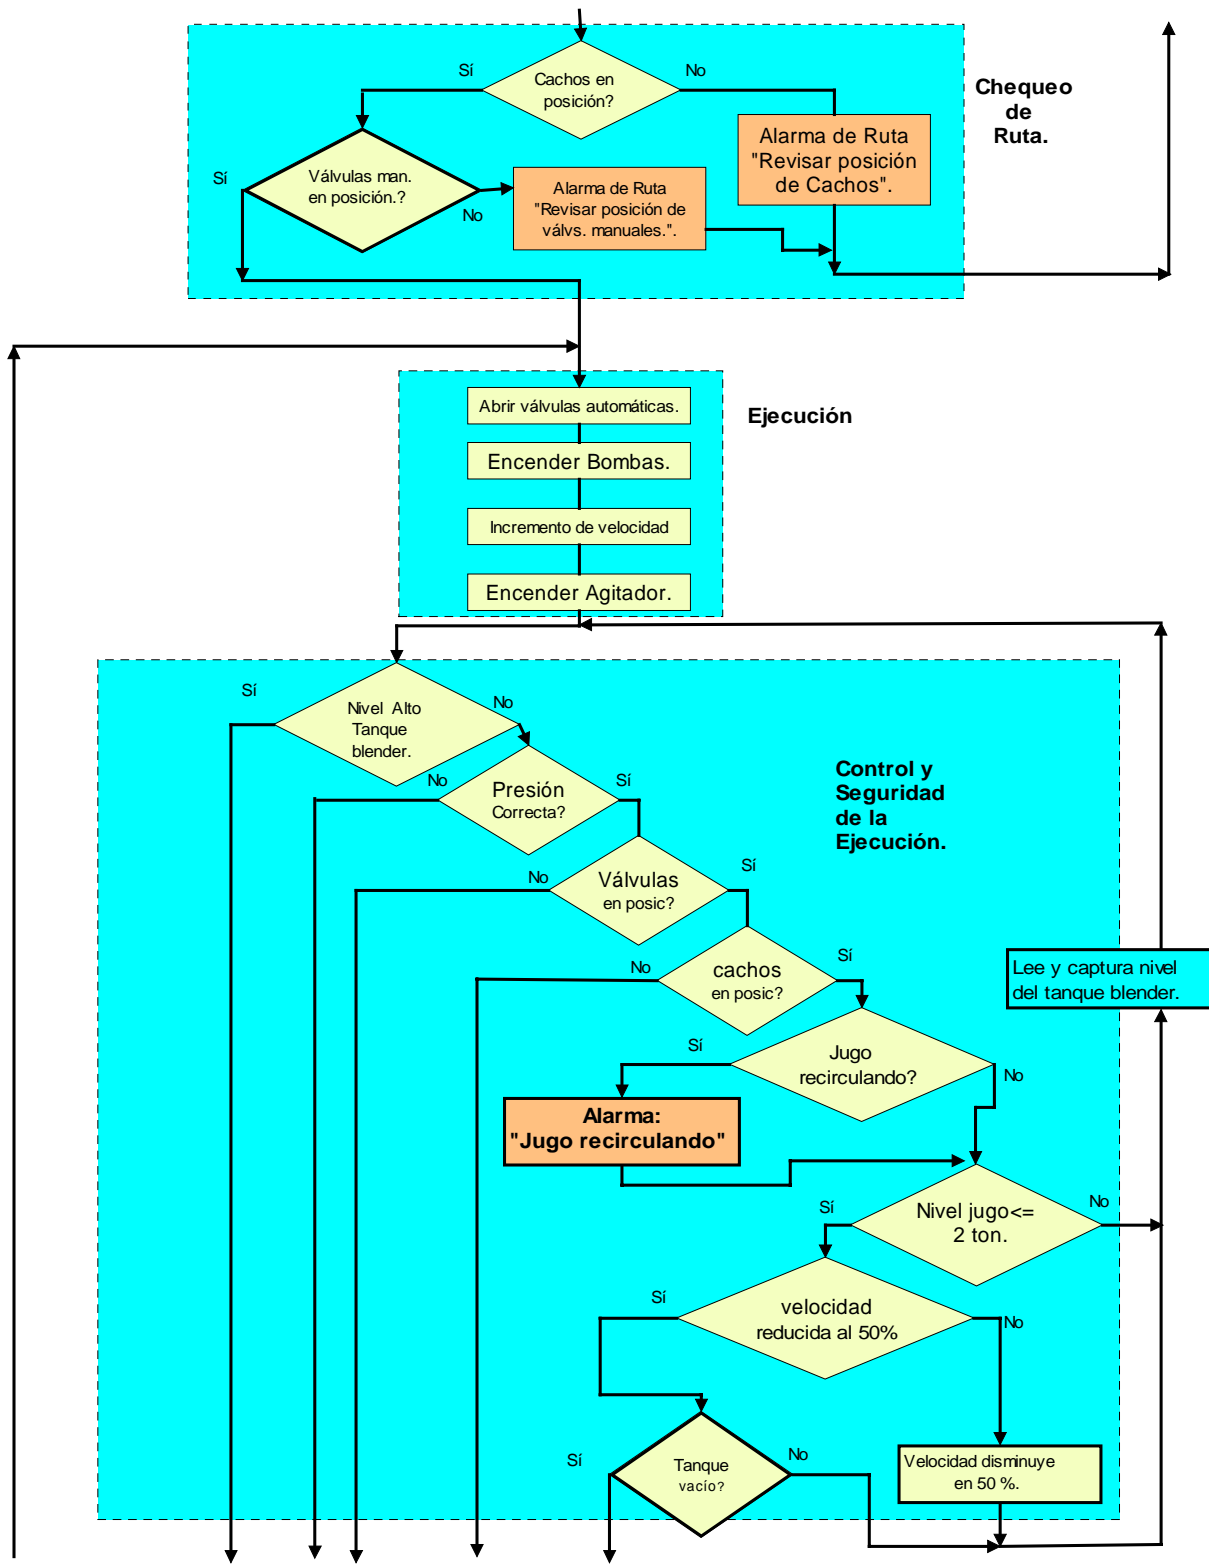 Cachos en
posición?
Sí
No
Chequeo
de
Ruta.
Alarma de Ruta
"Revisar posición
de Cachos".
Válvulas man.
en posición.?
Sí
No
Alarma de Ruta
"Revisar posición de
válvs. manuales.".
Abrir válvulas automáticas.
Ejecución
Encender Bombas.
Incremento de velocidad
Encender Agitador.
Sí
No
Nivel Alto
Tanque
blender.
Control y
Seguridad
de la
Ejecución.
No
Sí
Presión
Correcta?
No
Sí
Válvulas
en posic?
No
Sí
cachos
en posic?
Lee y captura nivel
del tanque blender.
Sí
Jugo
recirculando?
No
Alarma:
"Jugo recirculando"
Sí
Nivel jugo<=
2 ton.
No
Sí
velocidad
reducida al 50%
No
Sí
Tanque
vacío?
No
Velocidad disminuye
en 50 %.